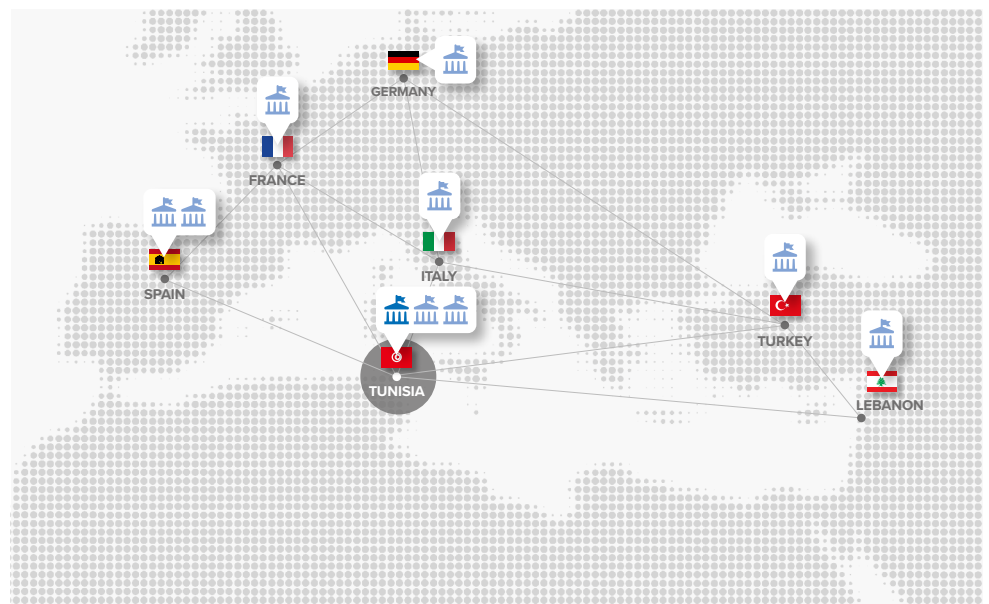 GERMANY
FRANCE
ITALY
SPAIN
TURKEY
TUNISIA
LEBANON